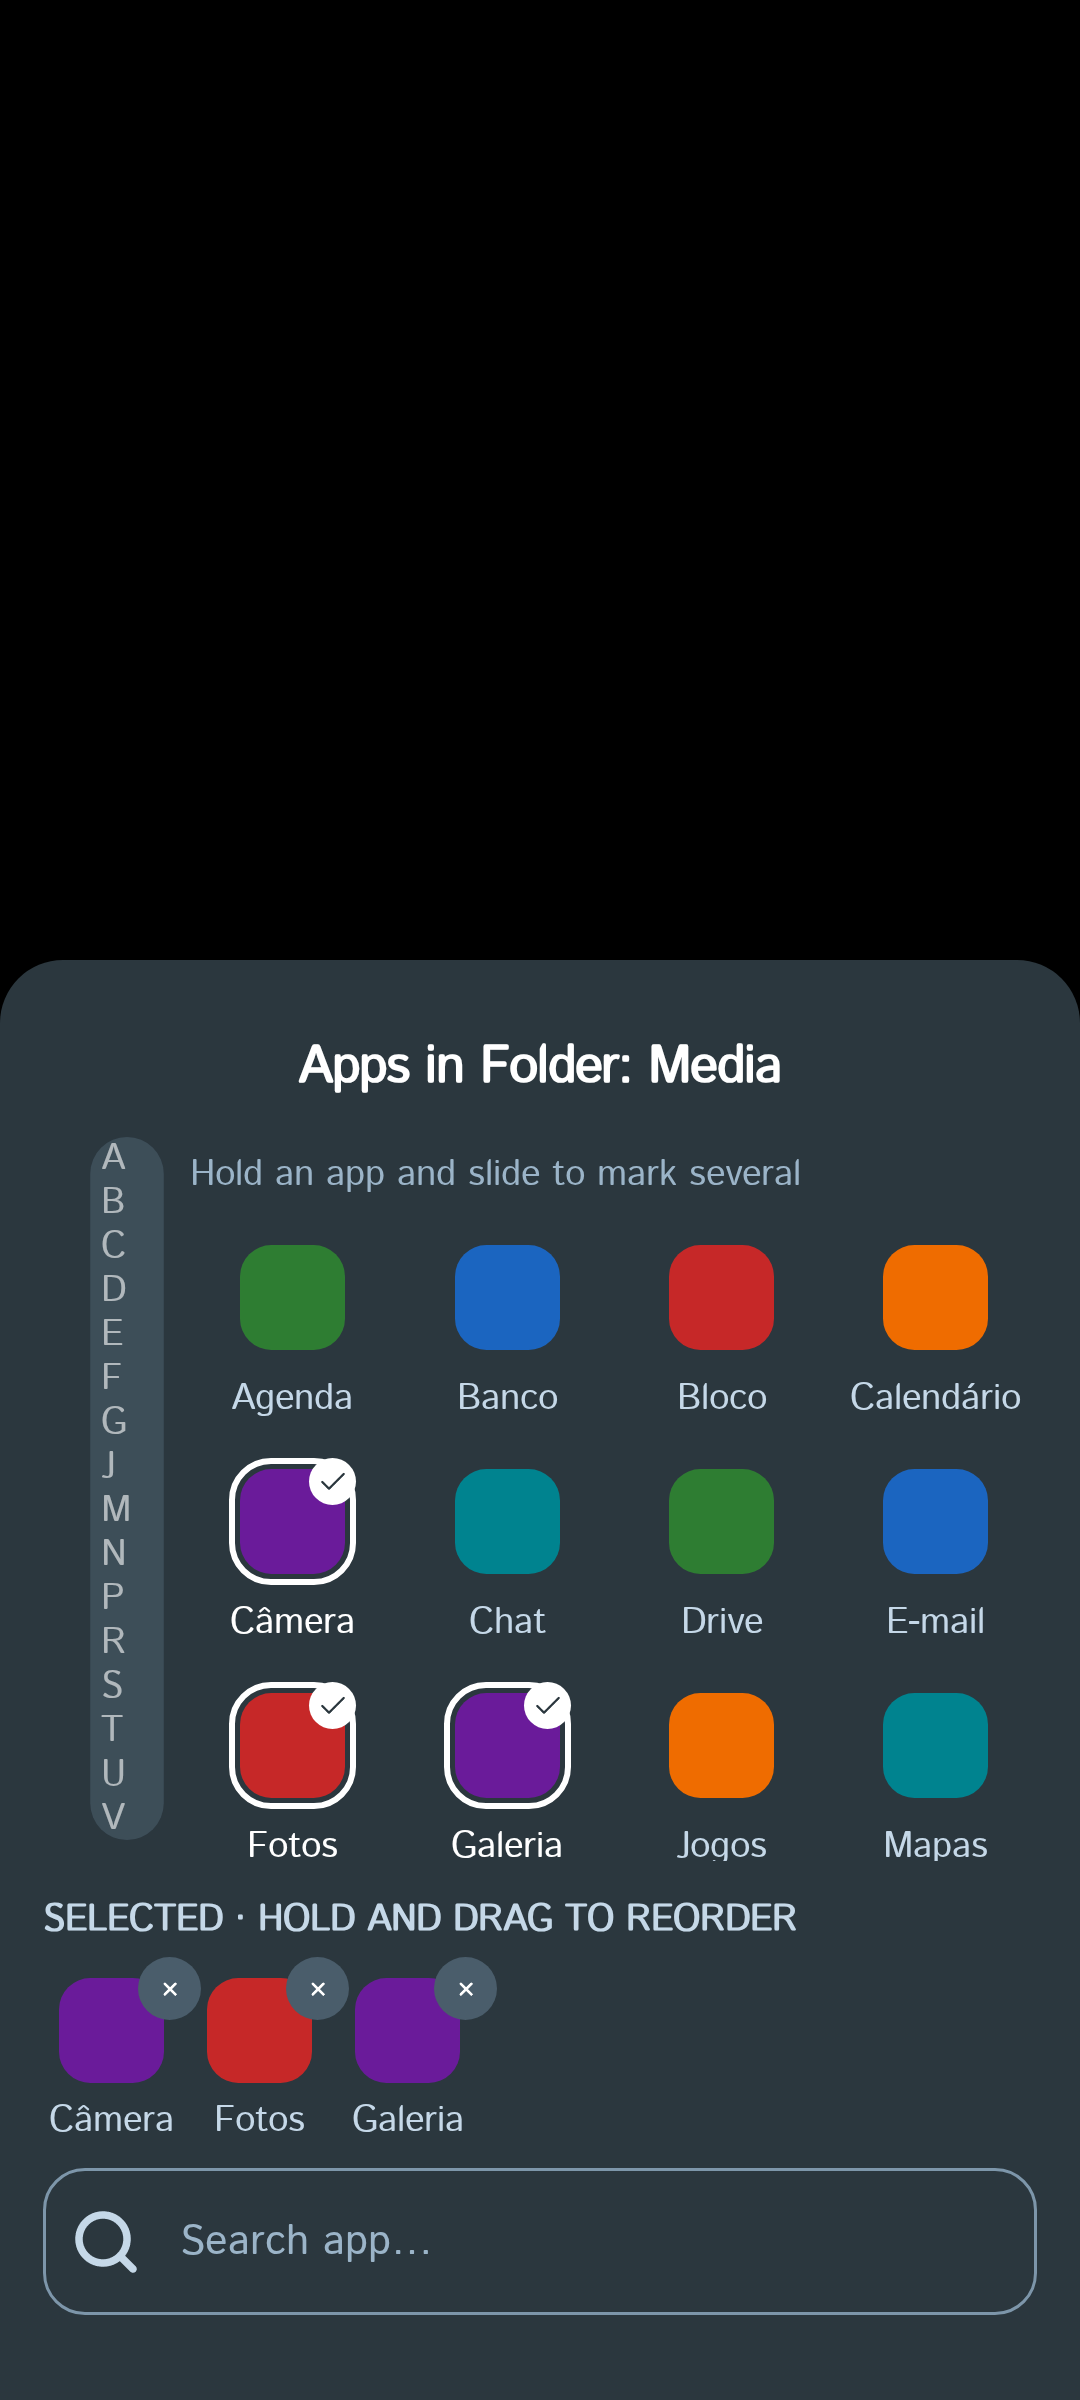 Apps in Folder: Media
Hold an app and slide to mark several
A
B
C
D
E
F
G
J
M
N
P
R
S
T
U
V
Agenda Banco Bloco Calendário
Câmera Chat Drive E-mail
Fotos Galeria Jogos Mapas
SELECTED · HOLD AND DRAG TO REORDER
Câmera Fotos Galeria
Search app...